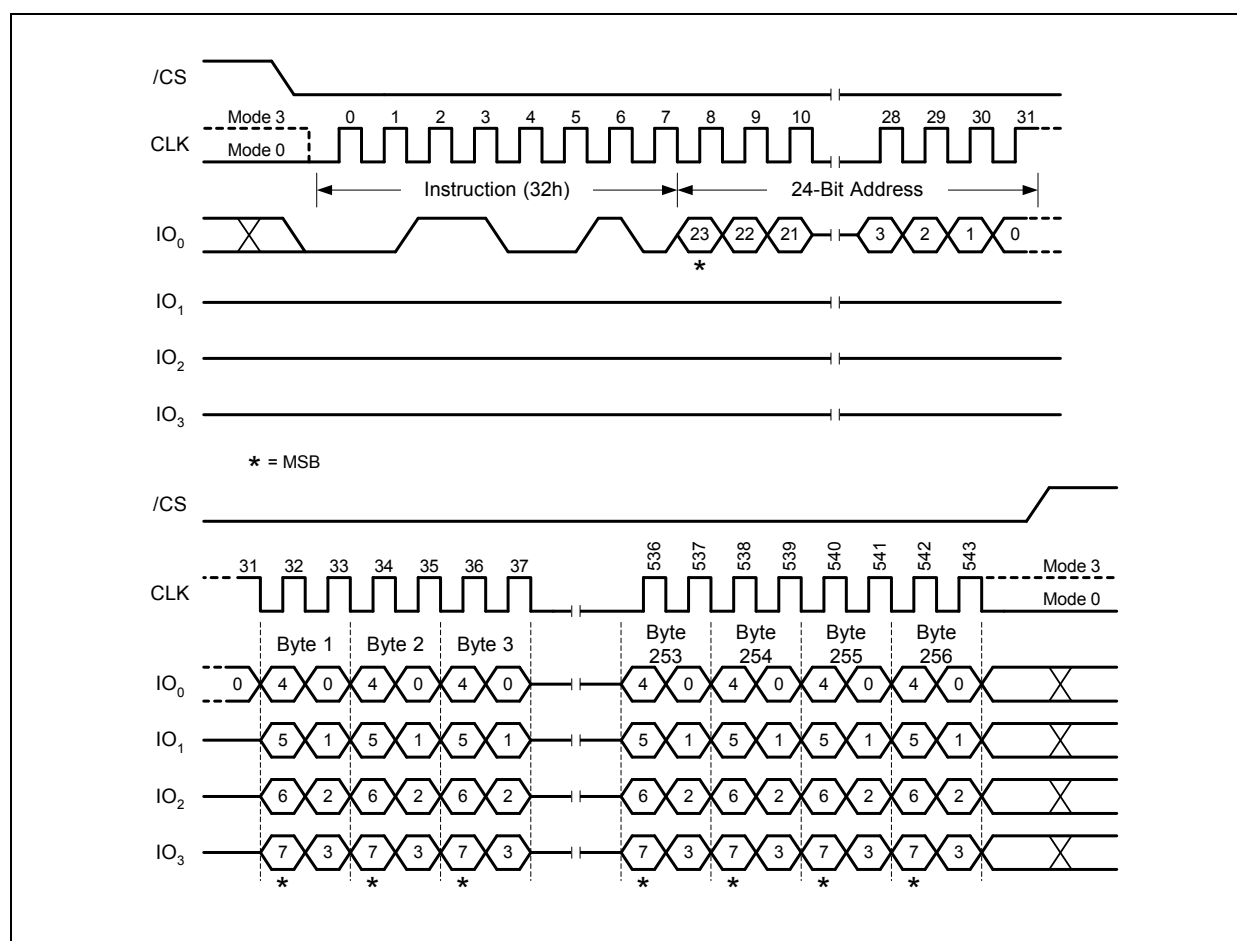 /CS
Mode 3 0 1 2 3 4 5 6 7 8 9 10 28 29 30 31
CLK
Mode 0
Instruction (32h) 24-Bit Address
IO0 23 22 21 3 2 1 0
*
IO1
IO2
IO3
* = MSB
/CS
31 32 33 34 35 36 37 536 537 538 539 540 541 542 543 Mode 3
CLK
Mode 0
Byte 1 Byte 2 Byte 3 Byte 253 Byte 254 Byte 255 Byte 256
IO0 0 4 0 4 0 4 0 4 0 4 0 4 0 4 0
IO1 5 1 5 1 5 1 5 1 5 1 5 1 5 1
IO2 6 2 6 2 6 2 6 2 6 2 6 2 6 2
IO3 7 3 7 3 7 3 7 3 7 3 7 3 7 3
* * * * * * *